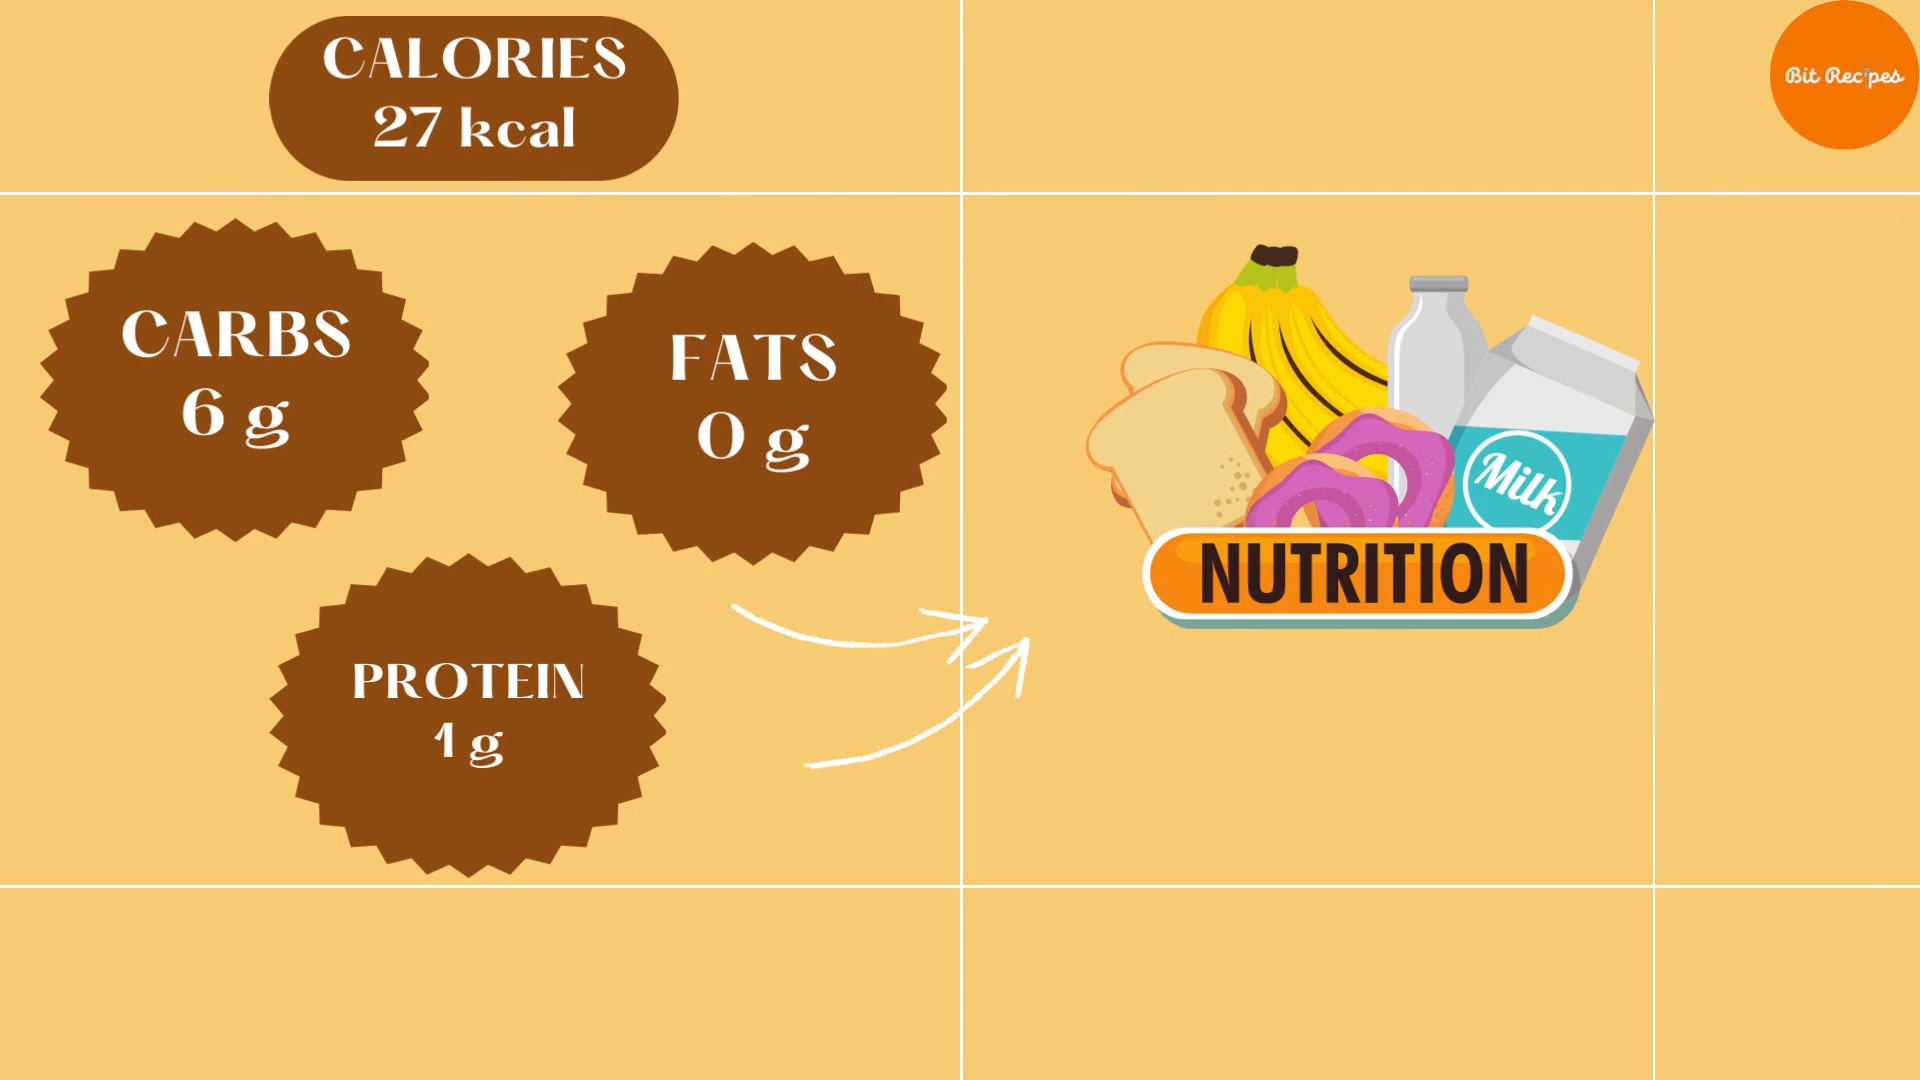 CALORIES
27 kcal
Bit Recipes
CARBS
6 g
FATS
0 g
PROTEIN
1 g
Milk
NUTRITION